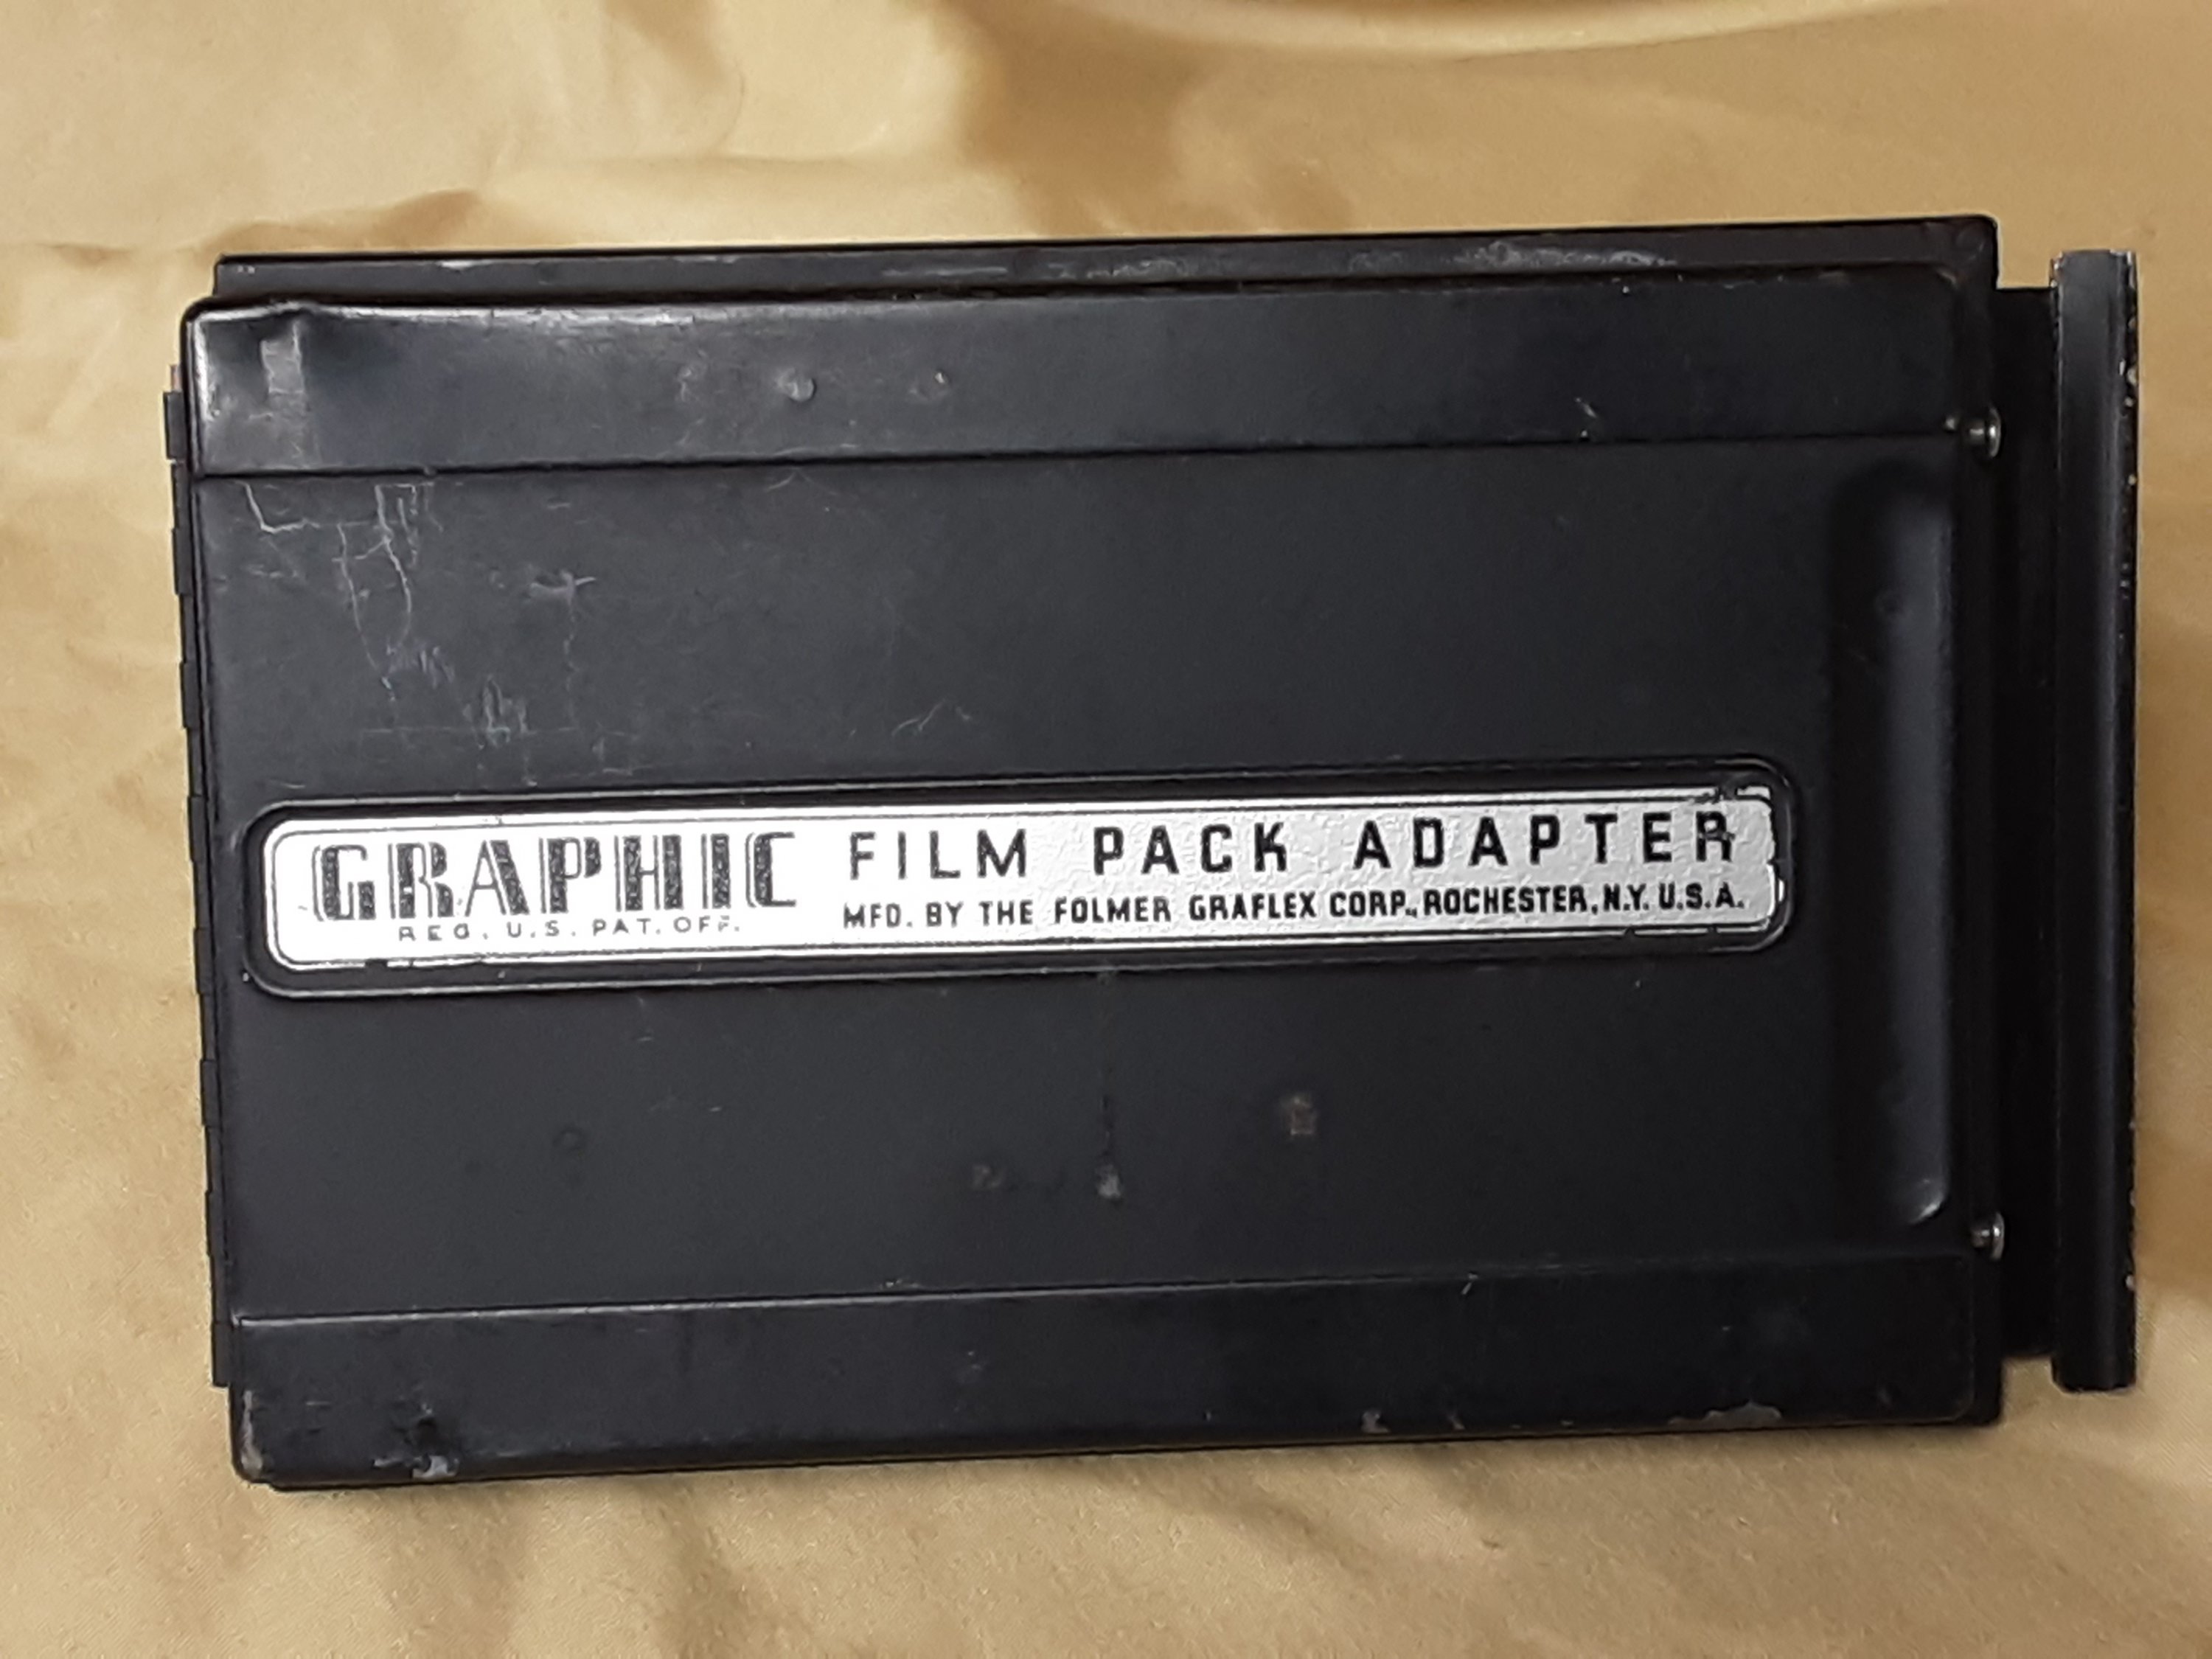 GRAPHIC FILM PACK ADAPTER
REG. U.S. PAT. OFF. MFD. BY THE FOLMER GRAFLEX CORP., ROCHESTER, N.Y. U.S.A.